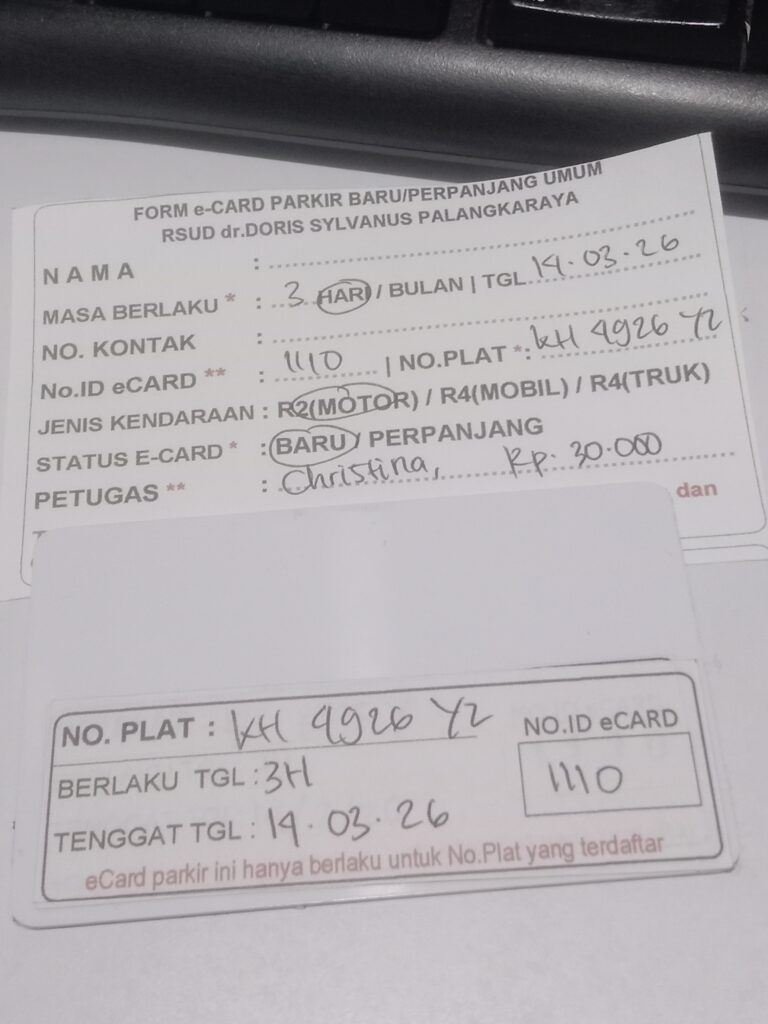 FORM e-CARD PARKIR BARU/PERPANJANG UMUM
RSUD dr.DORIS SYLVANUS PALANGKARAYA
NAMA :
MASA BERLAKU * : 3 HARI / BULAN | TGL 19.03.26
NO. KONTAK :
No.ID eCARD ** : 1110 | NO.PLAT *: KH 4926 YZ
JENIS KENDARAAN : R2(MOTOR) / R4(MOBIL) / R4(TRUK)
STATUS E-CARD * : BARU / PERPANJANG
PETUGAS ** : Christina, Rp. 30.000
dan
NO. PLAT : KH 4926 YZ
NO.ID eCARD
BERLAKU TGL : 3H
1110
TENGGAT TGL : 19.03.26
eCard parkir ini hanya berlaku untuk No.Plat yang terdaftar